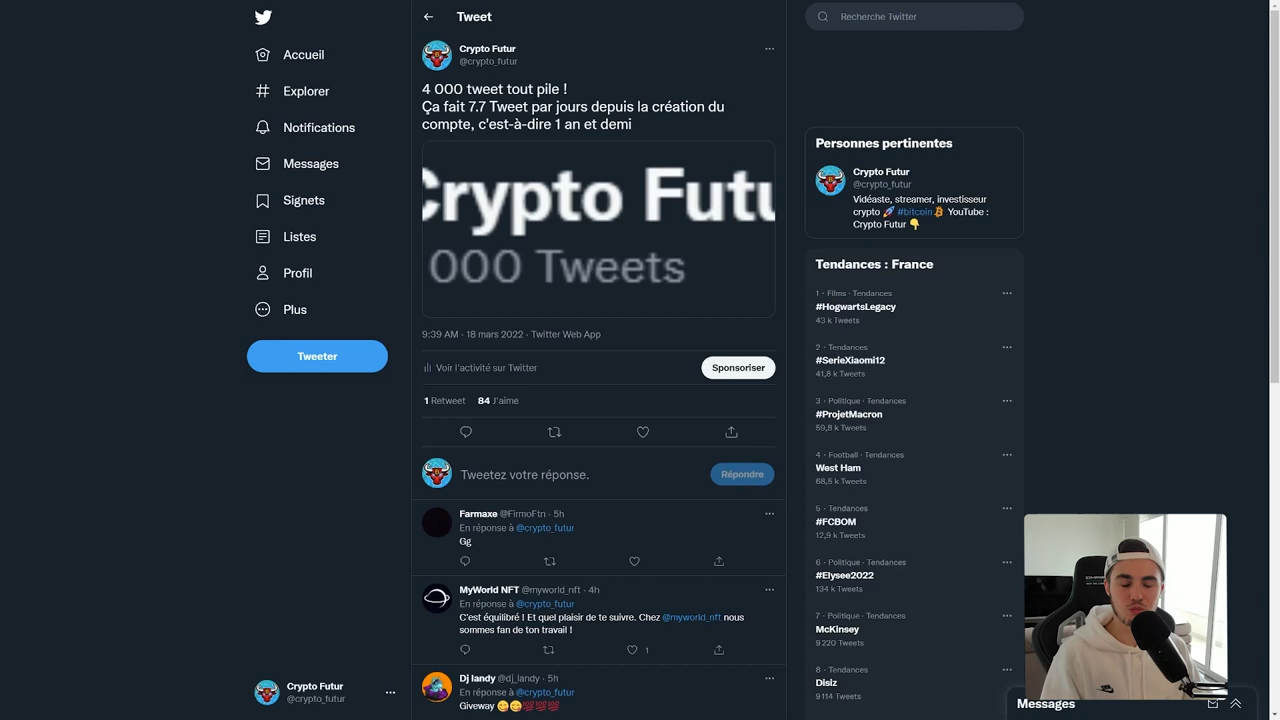 Accueil
Explorer
Notifications
Messages
Signets
Listes
Profil
Plus
Tweeter
Crypto Futur
@crypto_futur
Tweet
Crypto Futur
@crypto_futur
4 000 tweet tout pile !
Ça fait 7.7 Tweet par jours depuis la création du
compte, c'est-à-dire 1 an et demi
Crypto Futu
000 Tweets
9:39 AM · 18 mars 2022 · Twitter Web App
Voir l'activité sur Twitter
Sponsoriser
1 Retweet 84 J'aime
Tweetez votre réponse.
Répondre
Farmaxe @FirmoFtn · 5h
En réponse à @crypto_futur
Gg
MyWorld NFT @myworld_nft · 4h
En réponse à @crypto_futur
C'est équilibré ! Et quel plaisir de te suivre. Chez @myworld_nft nous
sommes fan de ton travail !
1
Dj landy @dj_landy · 5h
En réponse à @crypto_futur
Giveway 😋😋💯💯💯
Recherche Twitter
Personnes pertinentes
Crypto Futur
@crypto_futur
Vidéaste, streamer, investisseur
crypto 🚀 #bitcoin YouTube :
Crypto Futur 👇
Tendances : France
1 · Films · Tendances
#HogwartsLegacy
43 k Tweets
2 · Tendances
#SerieXiaomi12
41,8 k Tweets
3 · Politique · Tendances
#ProjetMacron
59,8 k Tweets
4 · Football · Tendances
West Ham
68,5 k Tweets
5 · Tendances
#FCBOM
12,9 k Tweets
6 · Politique · Tendances
#Elysee2022
134 k Tweets
7 · Politique · Tendances
McKinsey
9 220 Tweets
8 · Tendances
Disiz
9 114 Tweets
Messages